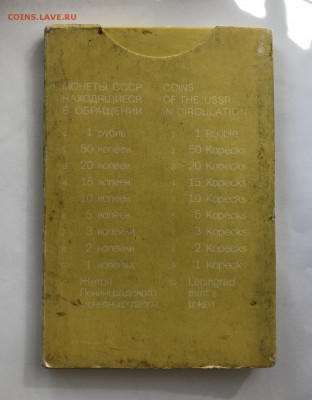 COINS.LAVE.RU
МОНЕТЫ СССР
НАХОДЯЩИЕСЯ
В ОБРАЩЕНИИ
1 рубль
50 копеек
20 копеек
15 копеек
10 копеек
5 копеек
3 копейки
2 копейки
1 копейка
Жетон
Ленинградского
монетного двора
COINS
OF THE USSR
IN CIRCULATION
1 Rouble
50 Kopecks
20 Kopecks
15 Kopecks
10 Kopecks
5 Kopecks
3 Kopecks
2 Kopecks
1 Kopeck
Leningrad
mint's
token